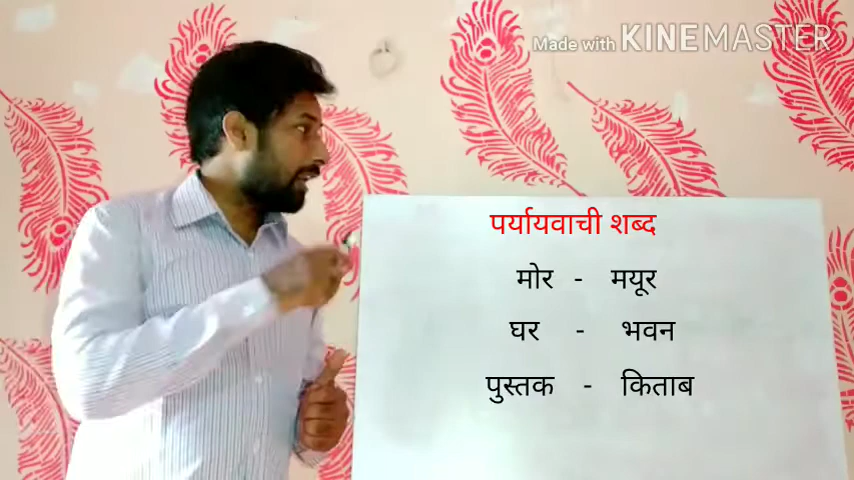 Made with KINEMASTER
पर्यायवाची शब्द
मोर - मयूर
घर - भवन
पुस्तक - किताब